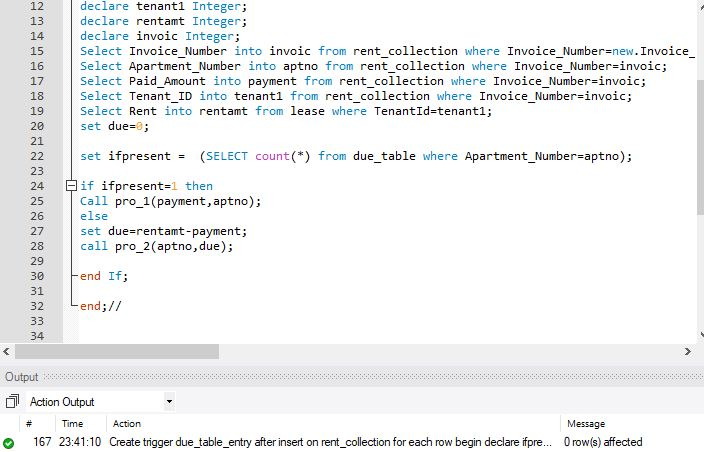 12 declare tenant1 Integer;
13 declare rentamt Integer;
14 declare invoic Integer;
15 Select Invoice_Number into invoic from rent_collection where Invoice_Number=new.Invoice_
16 Select Apartment_Number into aptno from rent_collection where Invoice_Number=invoic;
17 Select Paid_Amount into payment from rent_collection where Invoice_Number=invoic;
18 Select Tenant_ID into tenant1 from rent_collection where Invoice_Number=invoic;
19 Select Rent into rentamt from lease where TenantId=tenant1;
20 set due=0;
21
22 set ifpresent =  (SELECT count(*) from due_table where Apartment_Number=aptno);
23
24 if ifpresent=1 then
25 Call pro_1(payment,aptno);
26 else
27 set due=rentamt-payment;
28 call pro_2(aptno,due);
29
30 end If;
31
32 end;//
33
34
Output
Action Output
# Time Action Message
167 23:41:10 Create trigger due_table_entry after insert on rent_collection for each row begin declare ifpre... 0 row(s) affected